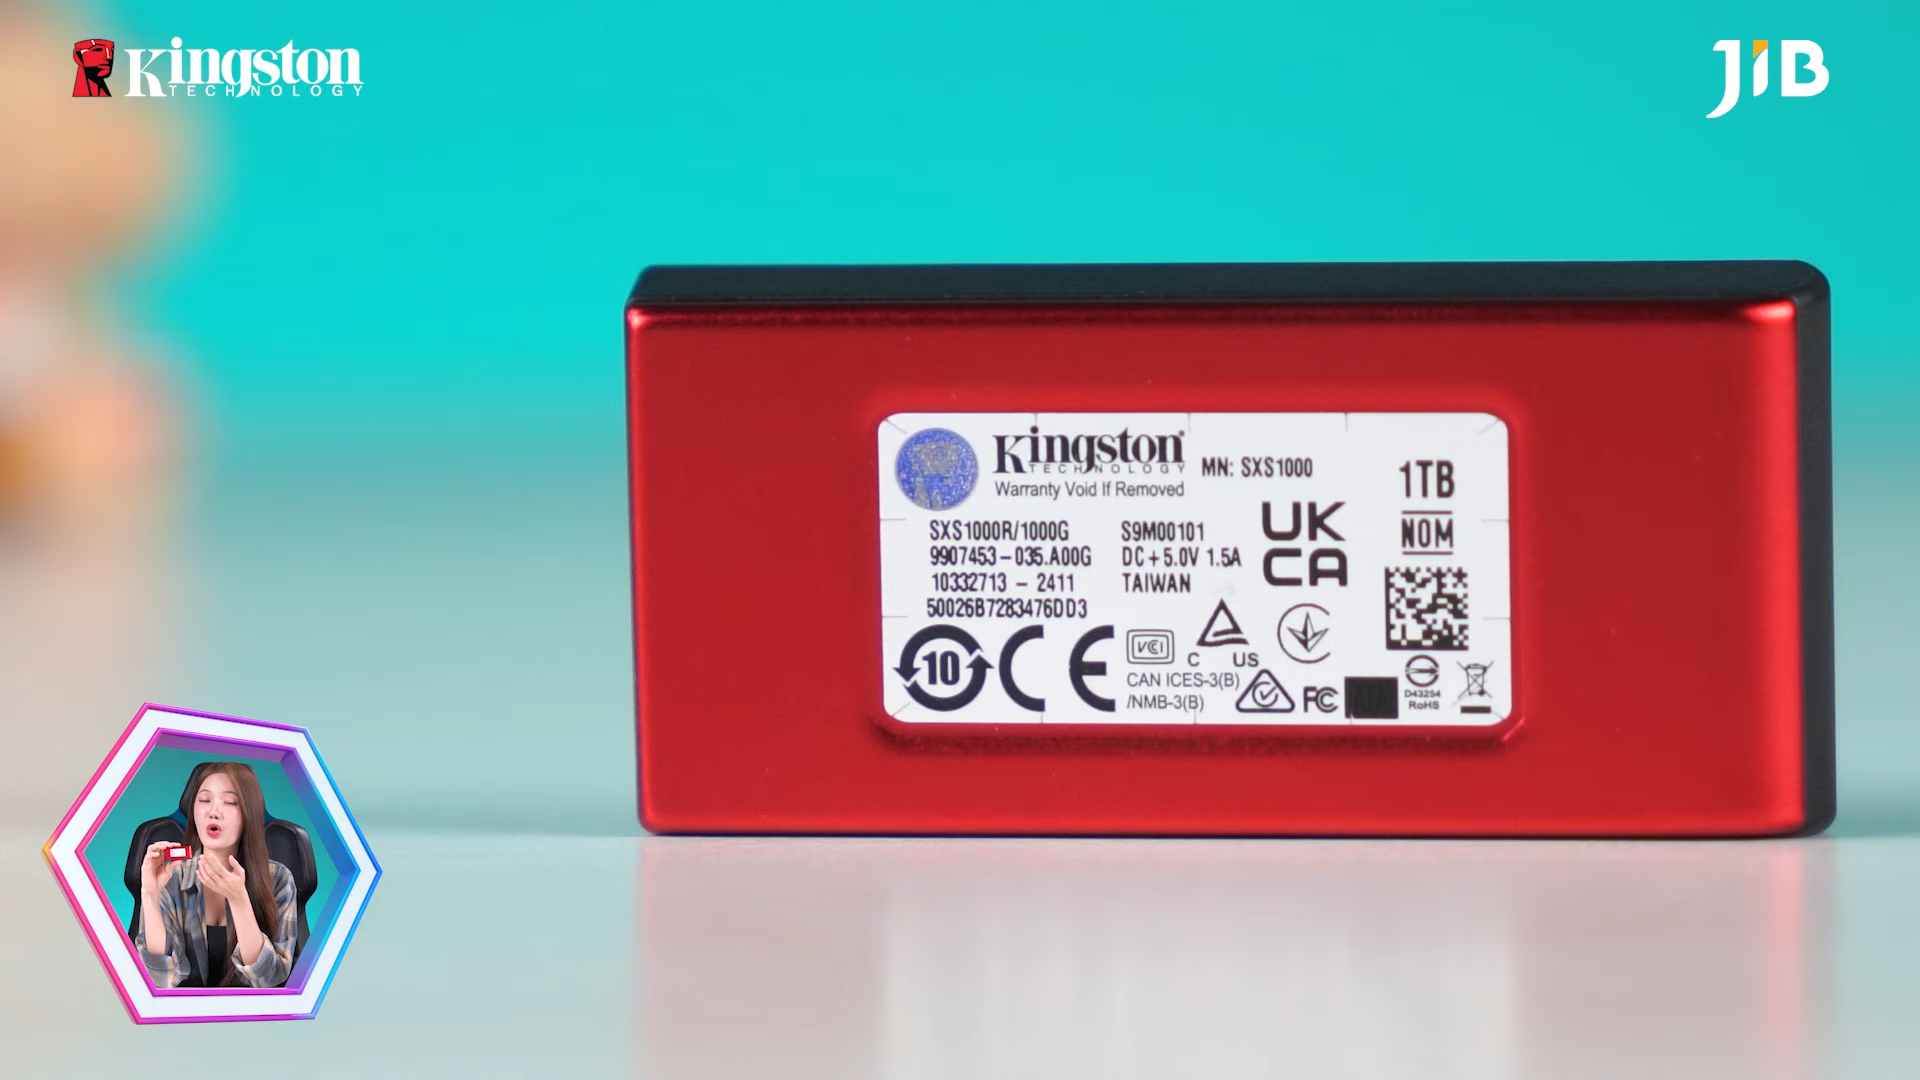 Kingston
TECHNOLOGY
JIB
Kingston
TECHNOLOGY
Warranty Void If Removed
MN: SXS1000
1TB
NOM
SXS1000R/1000G
9907453-035.A00G
10332713 - 2411
50026B7283476DD3
S9M00101
DC+5.0V 1.5A
TAIWAN
UK
CA
10
CE
VCI
C US
CAN ICES-3(B)
/NMB-3(B)
FC
D43254
RoHS